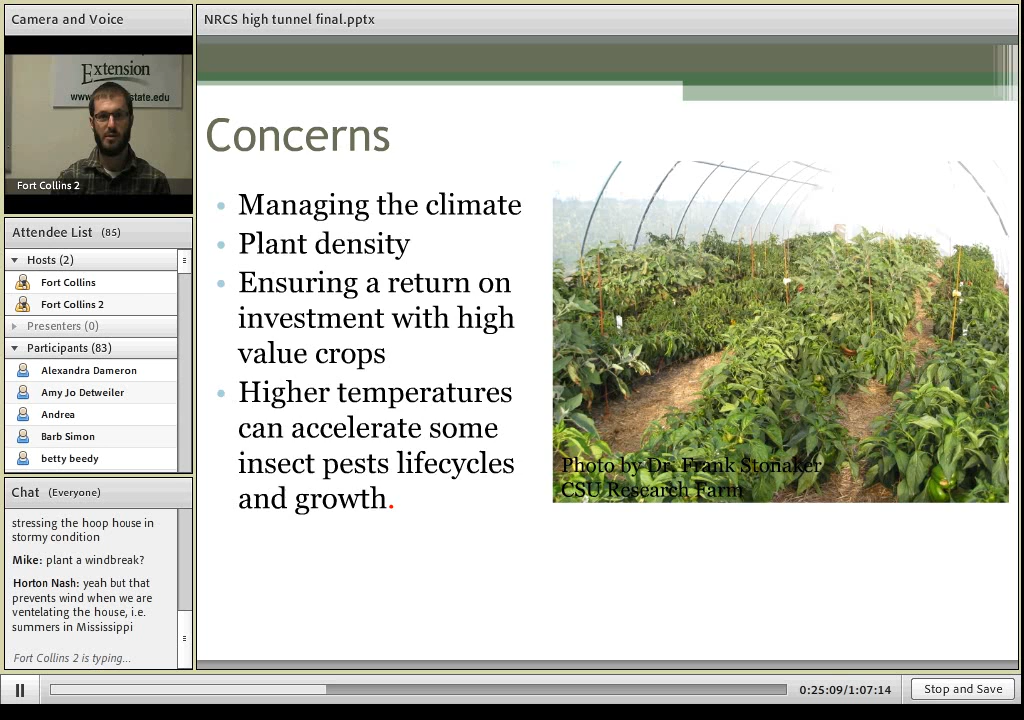 Camera and Voice
Extension
www.
state.edu
Fort Collins 2
Attendee List (85)
Hosts (2)
Fort Collins
Fort Collins 2
Presenters (0)
Participants (83)
Alexandra Dameron
Amy Jo Detweiler
Andrea
Barb Simon
betty beedy
Chat (Everyone)
stressing the hoop house in
stormy condition
Mike: plant a windbreak?
Horton Nash: yeah but that
prevents wind when we are
ventelating the house, i.e.
summers in Mississippi
Fort Collins 2 is typing...
NRCS high tunnel final.pptx
Concerns
• Managing the climate
• Plant density
• Ensuring a return on
investment with high
value crops
• Higher temperatures
can accelerate some
insect pests lifecycles
and growth.
Photo by Dr. Frank Stonaker
CSU Research Farm
0:25:09/1:07:14
Stop and Save